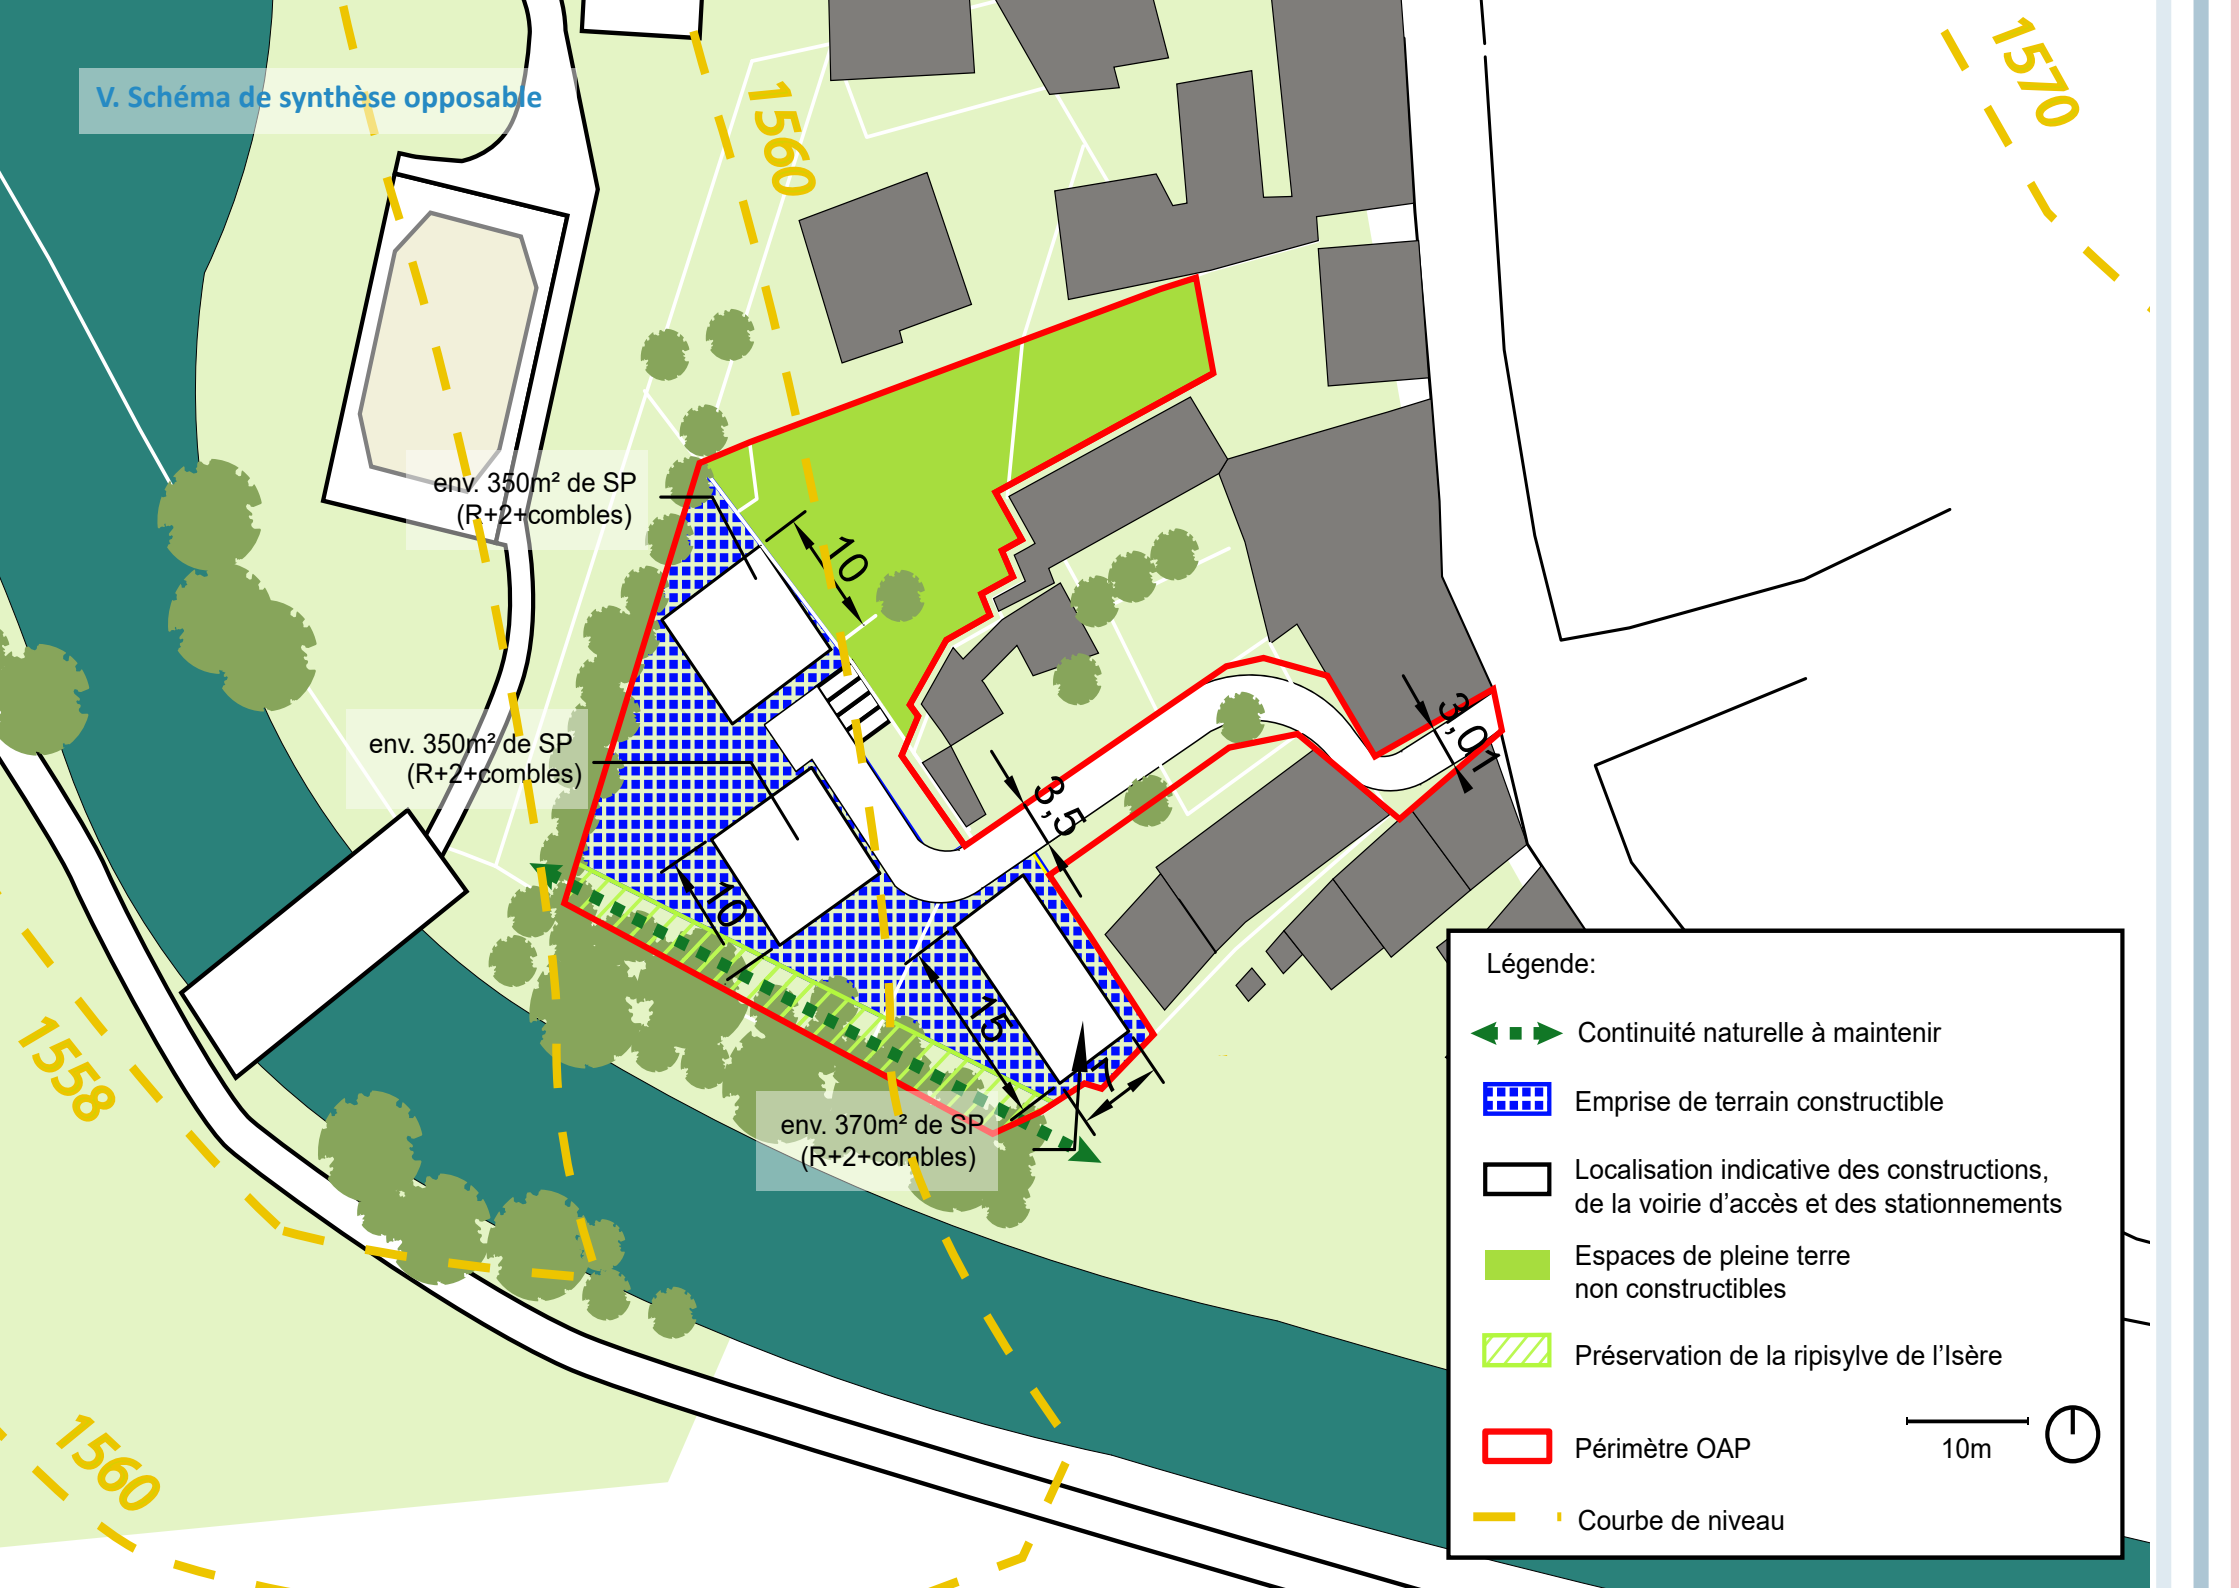 V. Schéma de synthèse opposable
1560
1570
env. 350m² de SP
(R+2+combles)
10
env. 350m² de SP
(R+2+combles)
3,01
3,5
10
15
7
1558
env. 370m² de SP
(R+2+combles)
1560
Légende:
Continuité naturelle à maintenir
Emprise de terrain constructible
Localisation indicative des constructions,
de la voirie d'accès et des stationnements
Espaces de pleine terre
non constructibles
Préservation de la ripisylve de l'Isère
Périmètre OAP
10m
Courbe de niveau